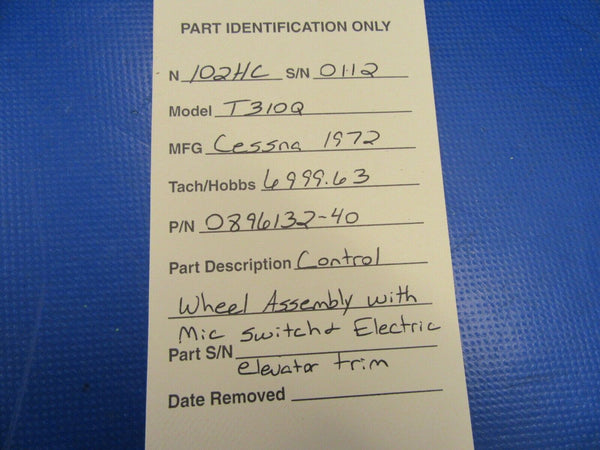 PART IDENTIFICATION ONLY
N 102HC S/N 0112
Model T310Q
MFG Cessna 1972
Tach/Hobbs 6999.63
P/N 0896132-40
Part Description Control
Wheel Assembly with
Mic switch & Electric
Part S/N
elevator trim
Date Removed